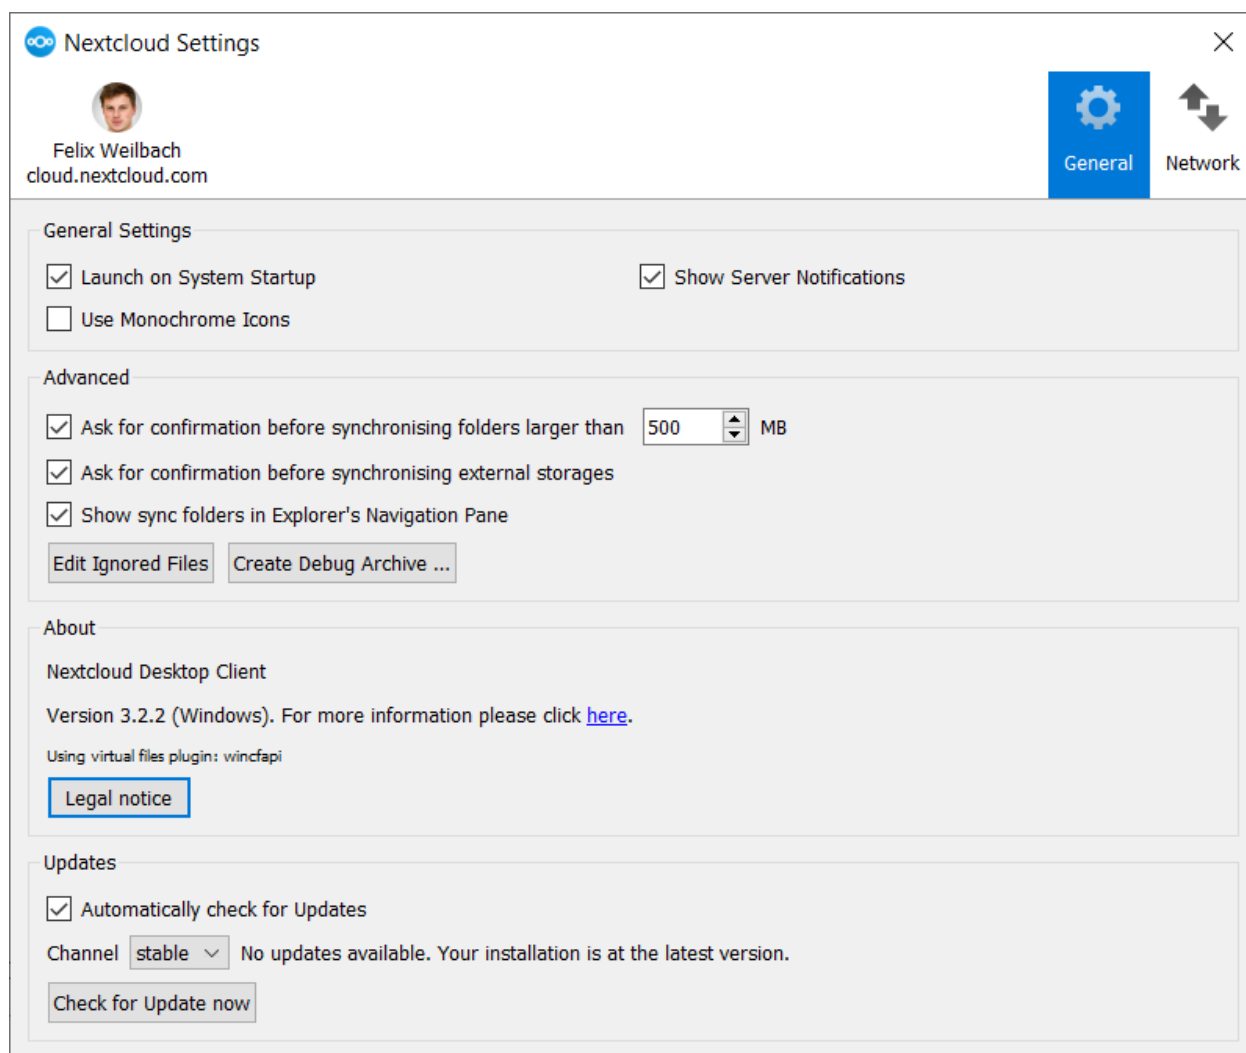 Nextcloud Settings
Felix Weilbach
cloud.nextcloud.com
General
Network
General Settings
Launch on System Startup
Show Server Notifications
Use Monochrome Icons
Advanced
Ask for confirmation before synchronising folders larger than 500 MB
Ask for confirmation before synchronising external storages
Show sync folders in Explorer's Navigation Pane
Edit Ignored Files
Create Debug Archive ...
About
Nextcloud Desktop Client
Version 3.2.2 (Windows). For more information please click here.
Using virtual files plugin: wincfapi
Legal notice
Updates
Automatically check for Updates
Channel stable No updates available. Your installation is at the latest version.
Check for Update now